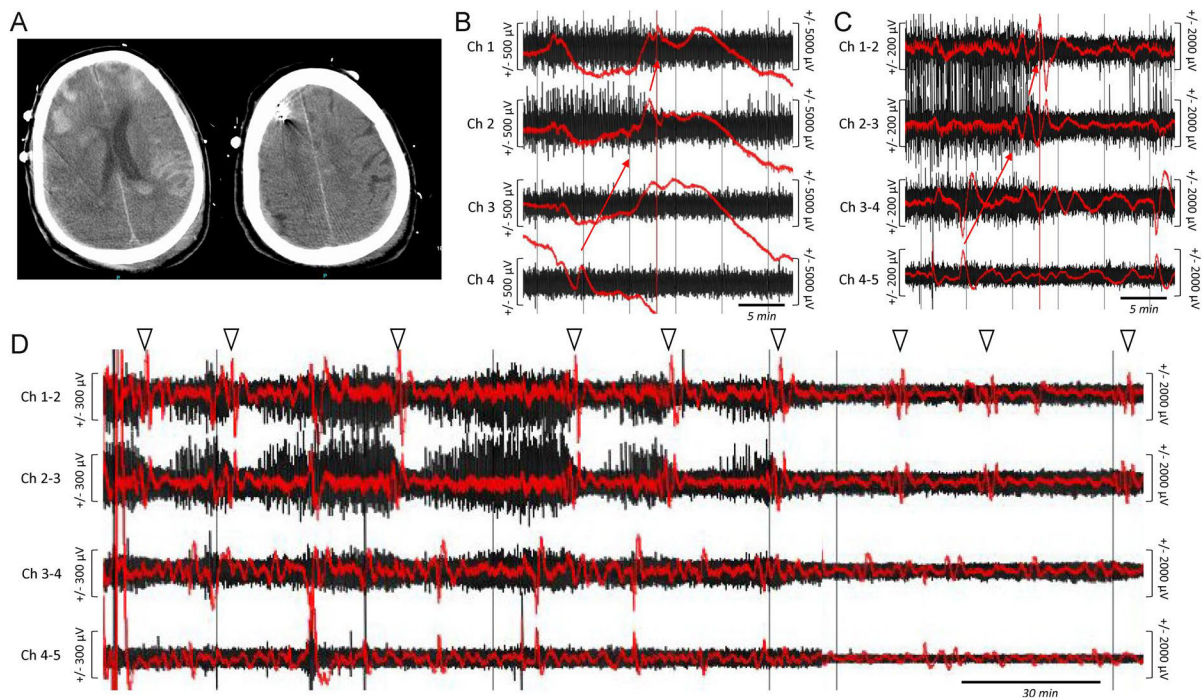 A
P
P
B
Ch 1
+/- 500 µV
+/- 5000 µV
Ch 2
+/- 500 µV
+/- 5000 µV
Ch 3
+/- 500 µV
+/- 5000 µV
Ch 4
+/- 500 µV
+/- 5000 µV
5 min
C
Ch 1-2
+/- 200 µV
+/- 2000 µV
Ch 2-3
+/- 200 µV
+/- 2000 µV
Ch 3-4
+/- 200 µV
+/- 2000 µV
Ch 4-5
+/- 200 µV
+/- 2000 µV
5 min
D
Ch 1-2
+/- 300 µV
+/- 2000 µV
Ch 2-3
+/- 300 µV
+/- 2000 µV
Ch 3-4
+/- 300 µV
+/- 2000 µV
Ch 4-5
+/- 300 µV
+/- 2000 µV
30 min